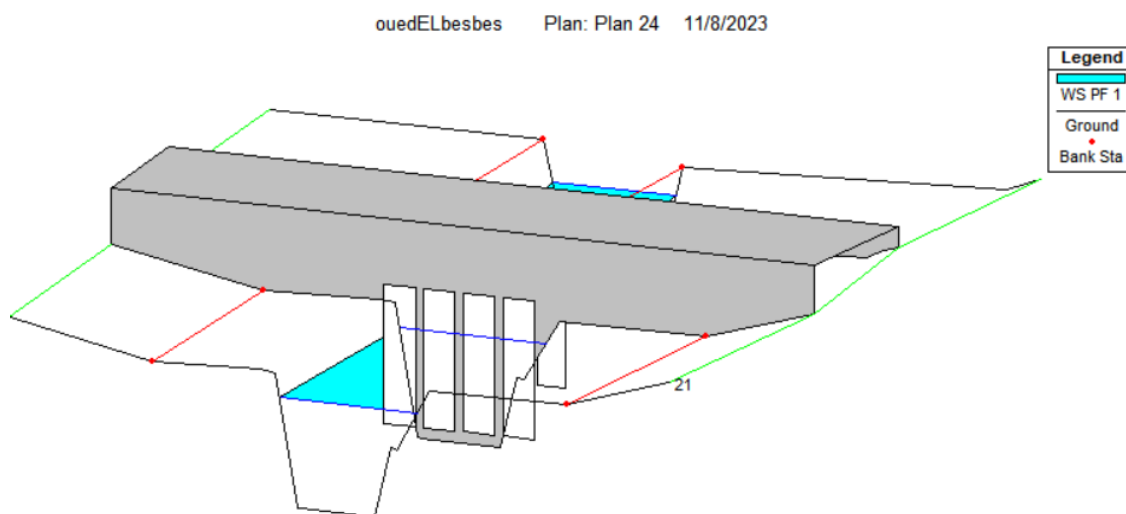 ouedELbesbes Plan: Plan 24 11/8/2023
Legend
WS PF 1
Ground
Bank Sta
21